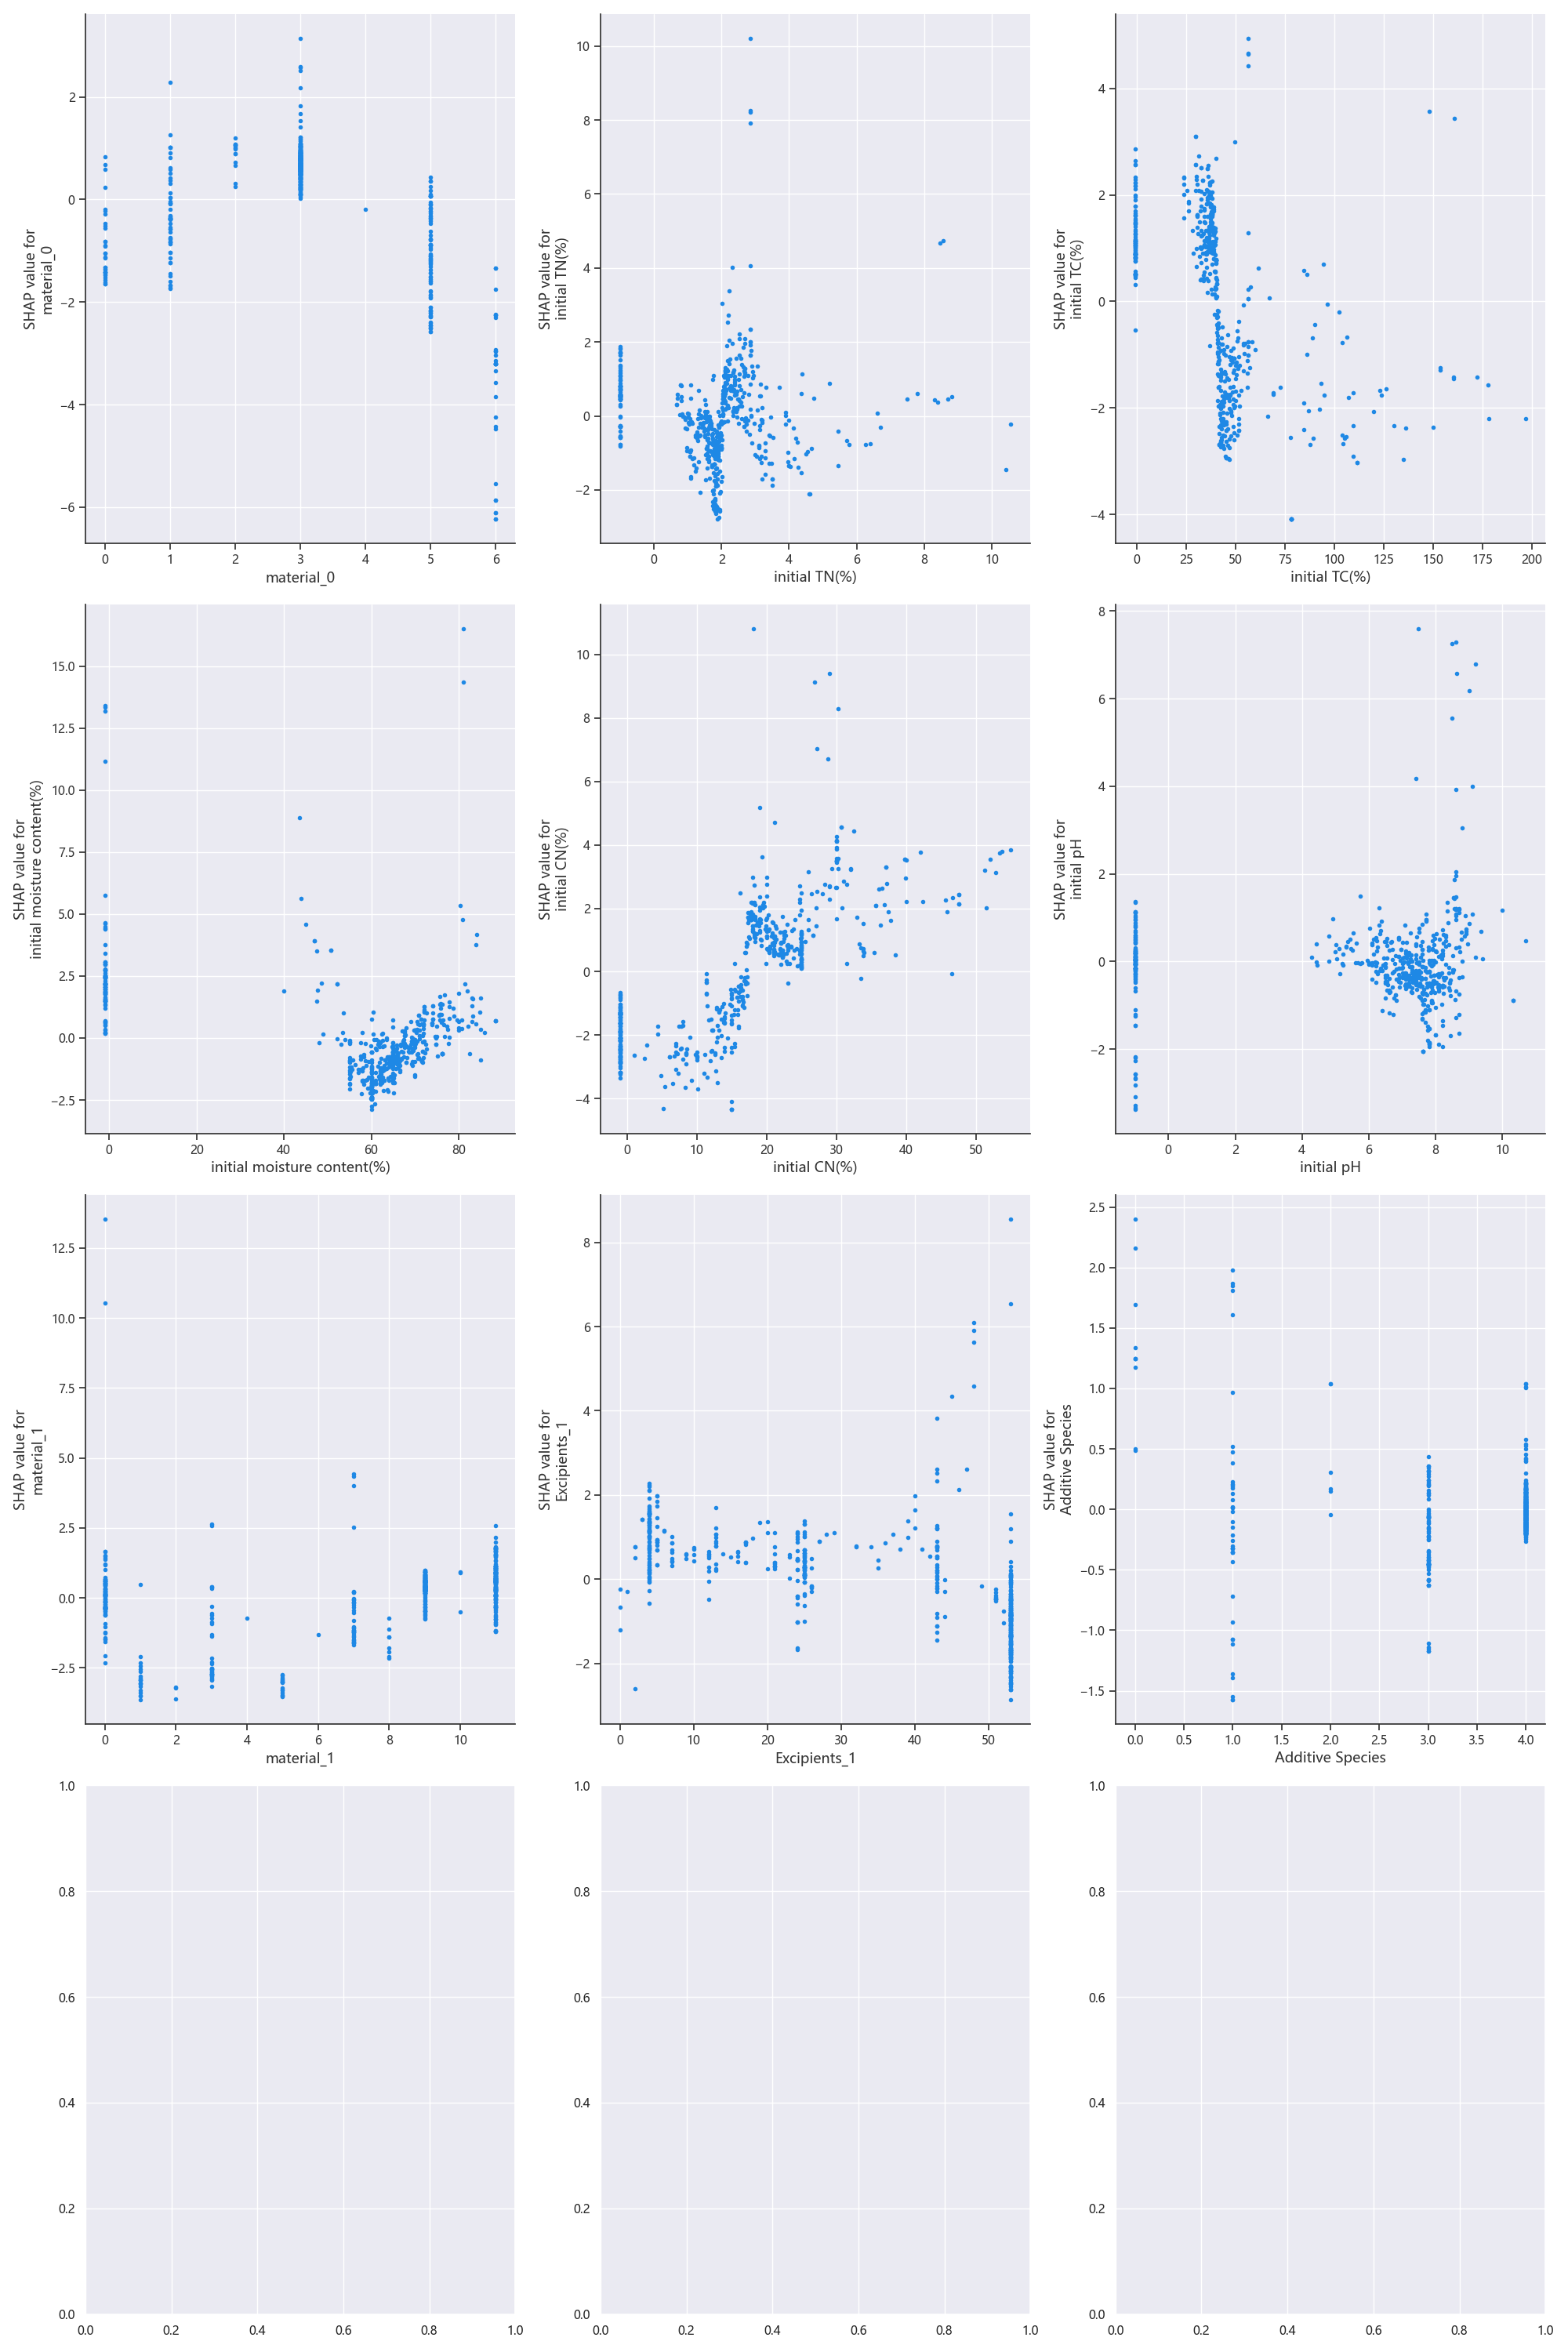 SHAP value for
material_0
2
0
−2
−4
−6
0 1 2 3 4 5 6
material_0
SHAP value for
initial TN(%)
10
8
6
4
2
0
−2
0 2 4 6 8 10
initial TN(%)
SHAP value for
initial TC(%)
4
2
0
−2
−4
0 25 50 75 100 125 150 175 200
initial TC(%)
SHAP value for
initial moisture content(%)
15.0
12.5
10.0
7.5
5.0
2.5
0.0
−2.5
0 20 40 60 80
initial moisture content(%)
SHAP value for
initial CN(%)
10
8
6
4
2
0
−2
−4
0 10 20 30 40 50
initial CN(%)
SHAP value for
initial pH
8
6
4
2
0
−2
0 2 4 6 8 10
initial pH
SHAP value for
material_1
12.5
10.0
7.5
5.0
2.5
0.0
−2.5
0 2 4 6 8 10
material_1
SHAP value for
Excipients_1
8
6
4
2
0
−2
0 10 20 30 40 50
Excipients_1
SHAP value for
Additive Species
2.5
2.0
1.5
1.0
0.5
0.0
−0.5
−1.0
−1.5
0.0 0.5 1.0 1.5 2.0 2.5 3.0 3.5 4.0
Additive Species
1.0
0.8
0.6
0.4
0.2
0.0
0.0 0.2 0.4 0.6 0.8 1.0
1.0
0.8
0.6
0.4
0.2
0.0
0.0 0.2 0.4 0.6 0.8 1.0
1.0
0.8
0.6
0.4
0.2
0.0
0.0 0.2 0.4 0.6 0.8 1.0